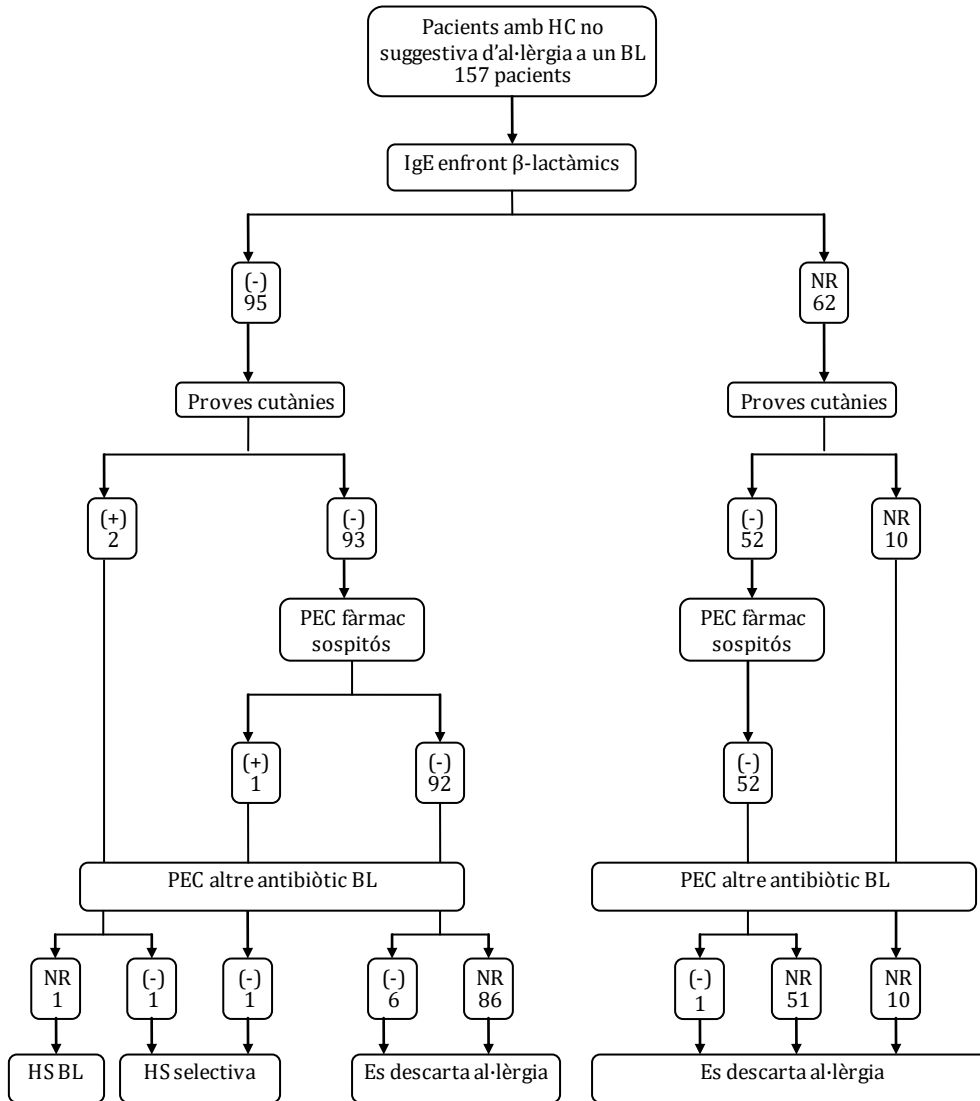 Pacients amb HC no
suggestiva d'al·lèrgia a un BL
157 pacients
IgE enfront β-lactàmics
(-)
95
NR
62
Proves cutànies
Proves cutànies
(+)
2
(-)
93
(-)
52
NR
10
PEC fàrmac
sospitós
PEC fàrmac
sospitós
(+)
1
(-)
92
(-)
52
PEC altre antibiòtic BL
PEC altre antibiòtic BL
NR
1
(-)
1
(-)
1
(-)
6
NR
86
(-)
1
NR
51
NR
10
HS BL
HS selectiva
Es descarta al·lèrgia
Es descarta al·lèrgia